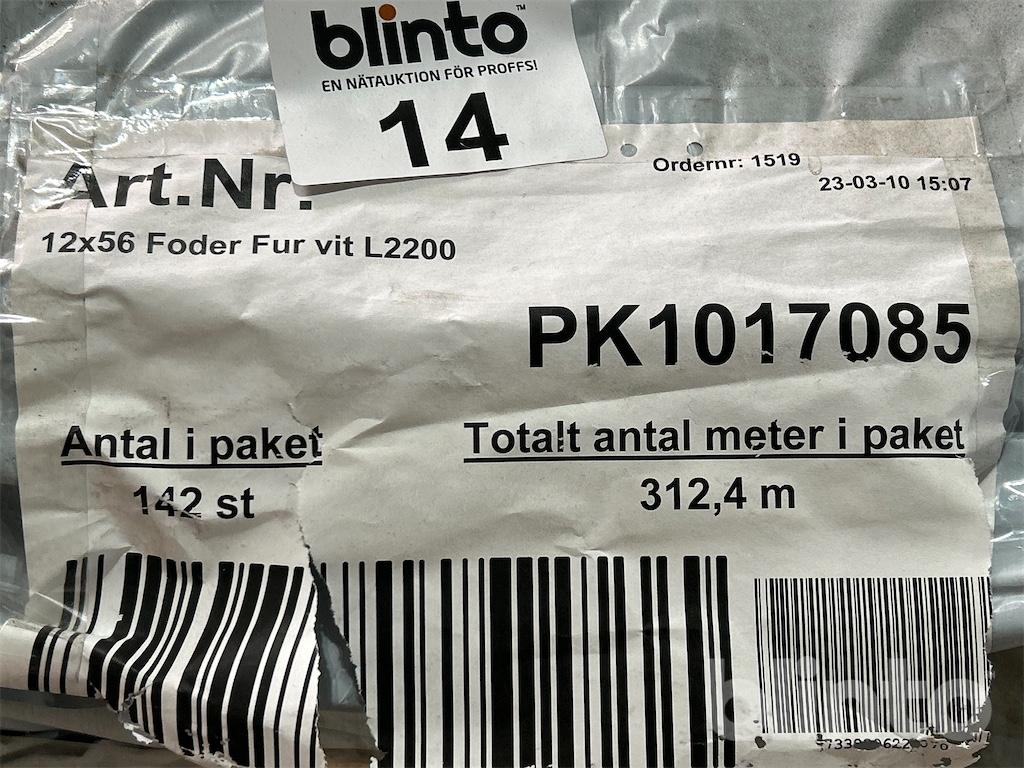 blinto™
EN NÄTAUKTION FÖR PROFFS!
14
Art.Nr:
Ordernr: 1519
23-03-10 15:07
12x56 Foder Fur vit L2200
PK1017085
Antal i paket
Totalt antal meter i paket
142 st
312,4 m
blinto